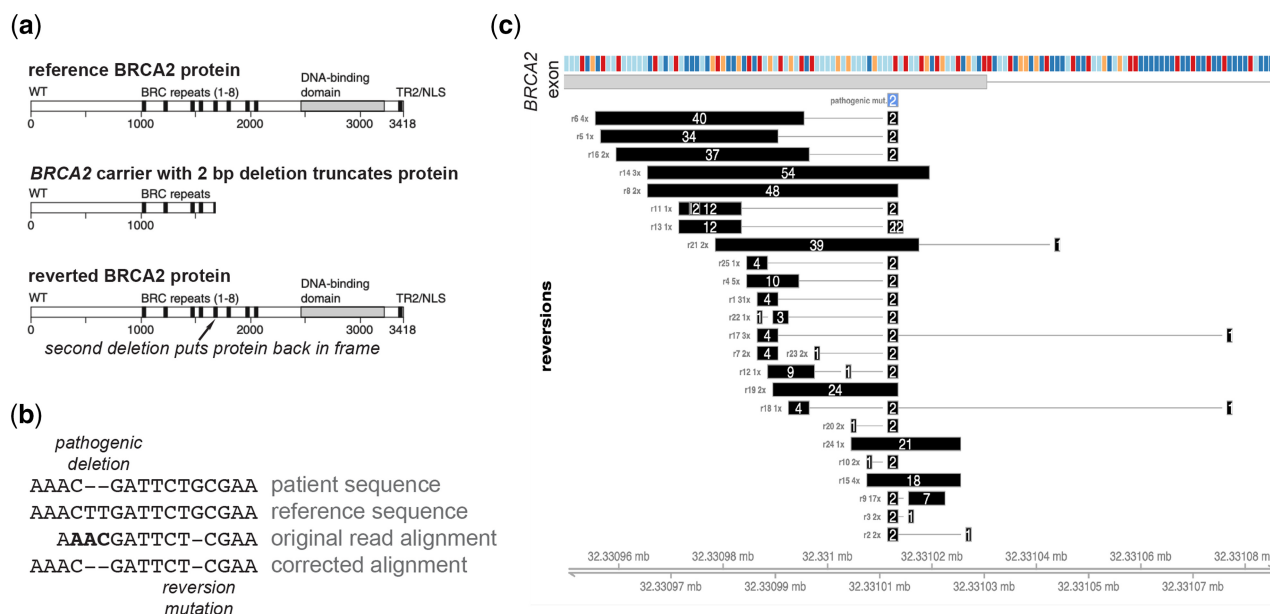 (a)
reference BRCA2 protein
WT BRC repeats (1-8) DNA-binding domain TR2/NLS
0 1000 2000 3000 3418
BRCA2 carrier with 2 bp deletion truncates protein
WT BRC repeats
0 1000
reverted BRCA2 protein
WT BRC repeats (1-8) DNA-binding domain TR2/NLS
0 1000 2000 3000 3418
second deletion puts protein back in frame
(b)
pathogenic
deletion
AAAC--GATTCTGCGAA patient sequence
AAACTTGATTCTGCGAA reference sequence
AAACGATTCT-CGAA original read alignment
AAAC--GATTCT-CGAA corrected alignment
reversion
mutation
(c)
BRCA2
exon
reversions
pathogenic mut. 2
r6 4x 40 2
r5 1x 34 2
r16 2x 37 2
r14 3x 54
r8 2x 48
r11 1x 2 12 2
r13 1x 12 2 2
r21 2x 39 1
r25 1x 4 2
r4 5x 10 2
r1 31x 4 2
r22 1x 1 3 2
r17 3x 4 2 1
r7 2x 4 r23 2x 1 2
r12 1x 9 1 2
r19 2x 24
r18 1x 4 2 1
r20 2x 1 2
r24 1x 21
r10 2x 1 2
r15 4x 18
r9 17x 2 7
r3 2x 2 1
r2 2x 2 1
32.33096 mb 32.33098 mb 32.331 mb 32.33102 mb 32.33104 mb 32.33106 mb 32.33108 mb
32.33097 mb 32.33099 mb 32.33101 mb 32.33103 mb 32.33105 mb 32.33107 mb